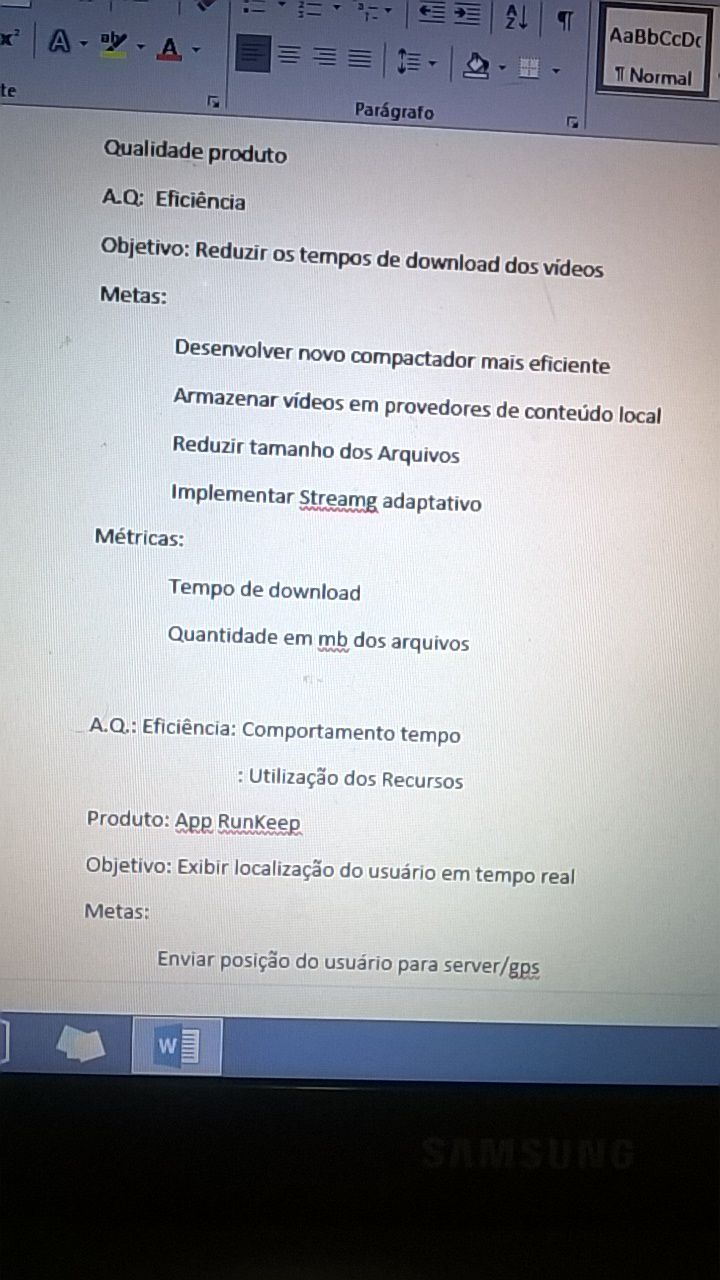 AaBbCcDc
¶ Normal
te
Parágrafo
Qualidade produto
A.Q: Eficiência
Objetivo: Reduzir os tempos de download dos vídeos
Metas:
Desenvolver novo compactador mais eficiente
Armazenar vídeos em provedores de conteúdo local
Reduzir tamanho dos Arquivos
Implementar Streamg adaptativo
Métricas:
Tempo de download
Quantidade em mb dos arquivos
A.Q.: Eficiência: Comportamento tempo
: Utilização dos Recursos
Produto: App RunKeep
Objetivo: Exibir localização do usuário em tempo real
Metas:
Enviar posição do usuário para server/gps
W
SAMSUNG